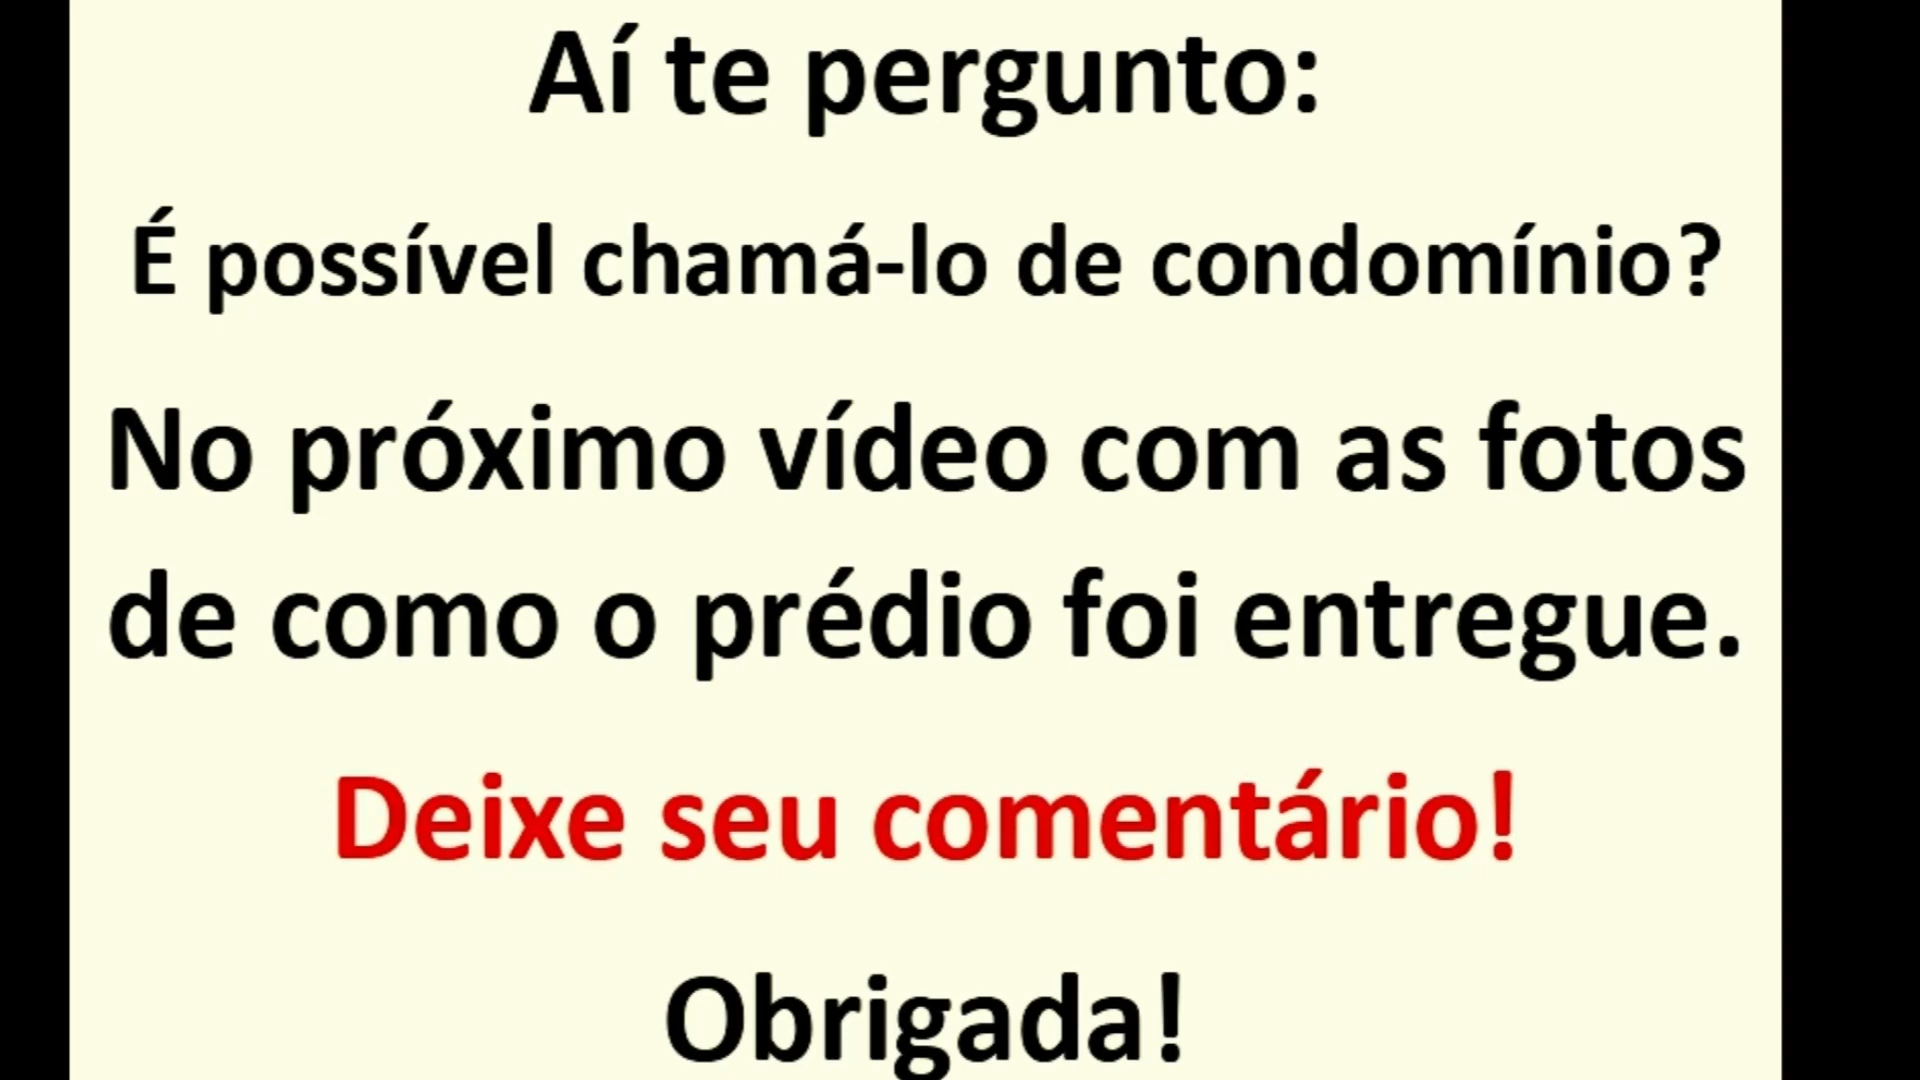 Aí te pergunto:
É possível chamá-lo de condomínio?
No próximo vídeo com as fotos
de como o prédio foi entregue.
Deixe seu comentário!
Obrigada!